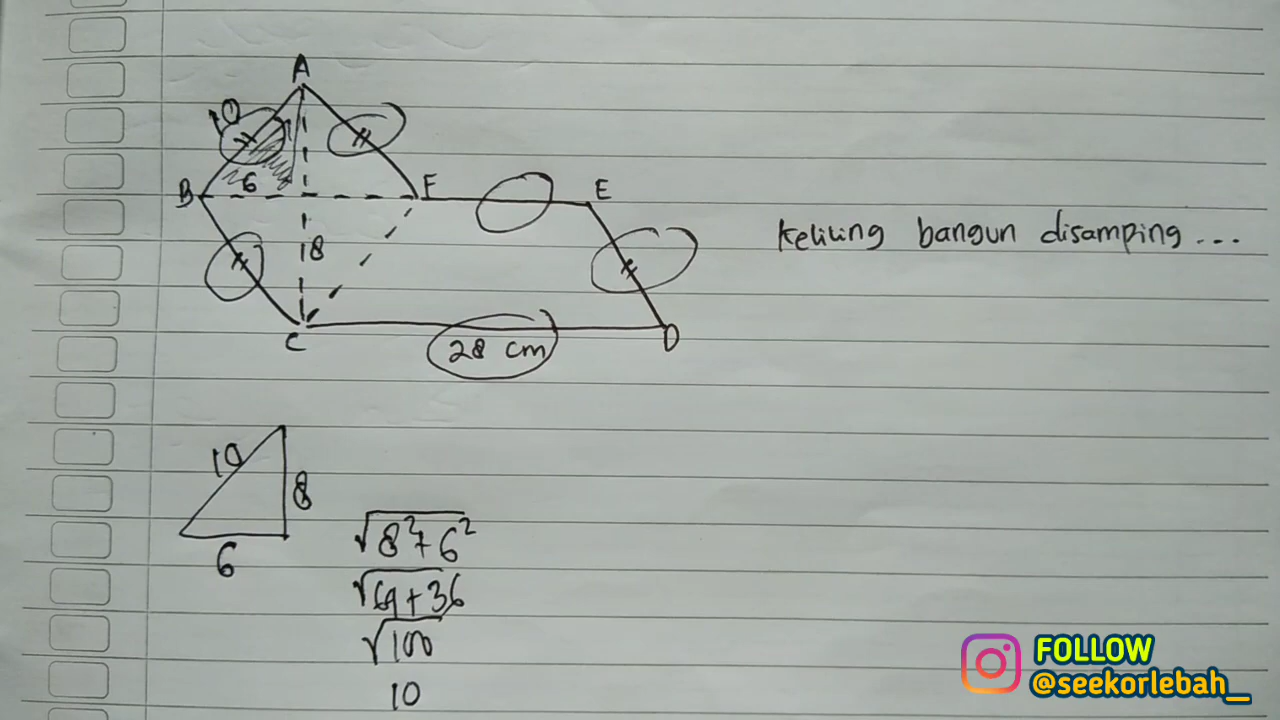 A
10
B
6
F
E
18
C
28 cm
D
Keliling bangun disamping ...
10
8
6
√8²+6²
√64+36
√100
10
FOLLOW
@seekorlebah_